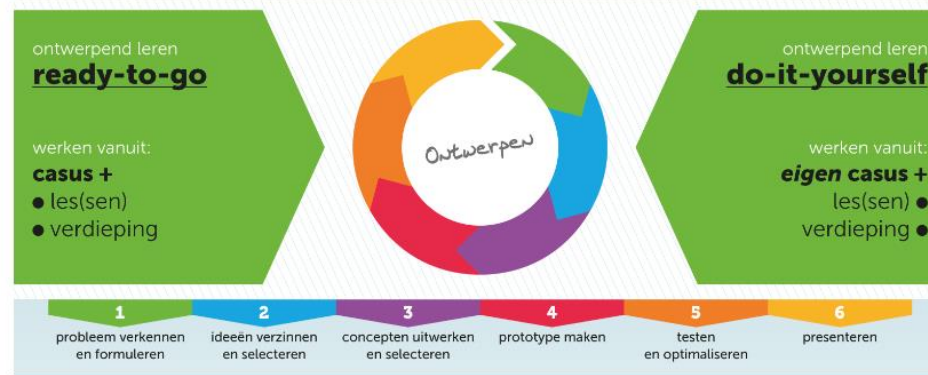 ontwerpend leren
ready-to-go
werken vanuit:
casus +
● les(sen)
● verdieping
Ontwerpen
ontwerpend leren
do-it-yourself
werken vanuit:
eigen casus +
les(sen) ●
verdieping ●
1
probleem verkennen
en formuleren
2
ideeën verzinnen
en selecteren
3
concepten uitwerken
en selecteren
4
prototype maken
5
testen
en optimaliseren
6
presenteren